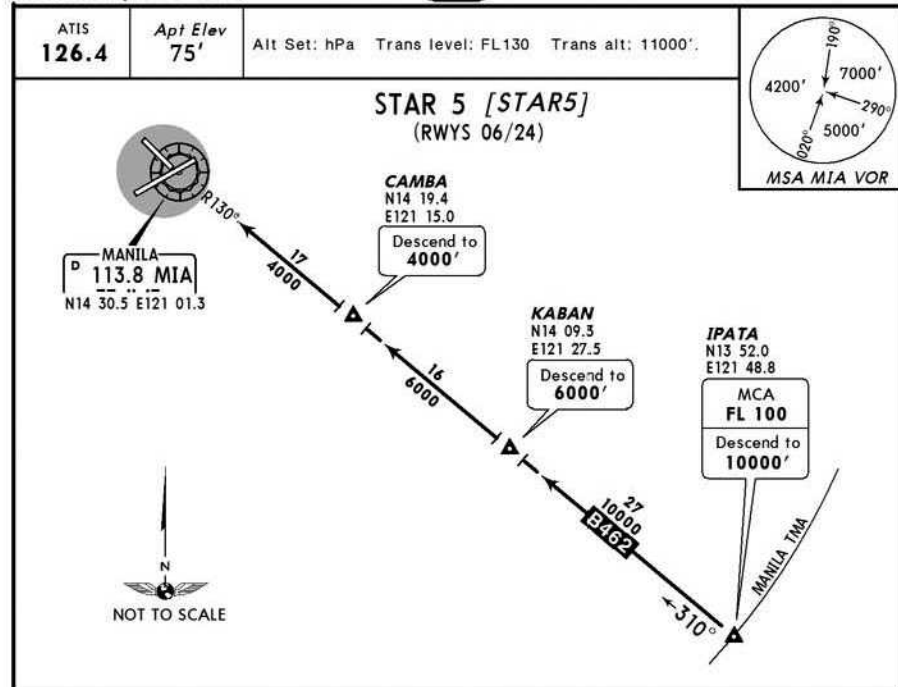 ATIS
126.4
Apt Elev
75'
Alt Set: hPa Trans level: FL130 Trans alt: 11000'.
190°
7000'
4200'
290°
5000'
020°
MSA MIA VOR
STAR 5 [STAR5]
(RWYS 06/24)
R130°
MANILA
D 113.8 MIA
N14 30.5 E121 01.3
17
4000
CAMBA
N14 19.4
E121 15.0
Descend to
4000'
16
6000
KABAN
N14 09.3
E121 27.5
Descend to
6000'
IPATA
N13 52.0
E121 48.8
MCA
FL 100
Descend to
10000'
27
10000
B462
MANILA TMA
310°
N
NOT TO SCALE